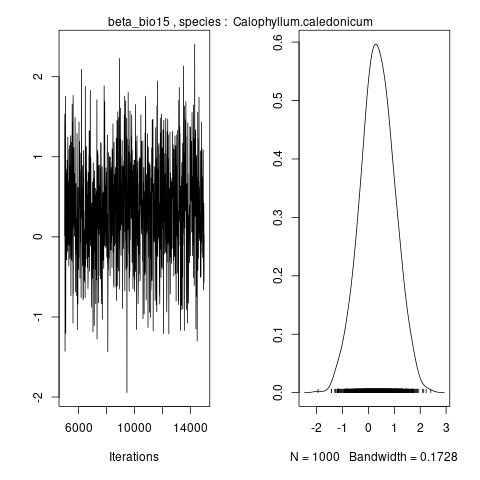 beta_bio15 , species : Calophyllum.caledonicum
2
1
0
-1
-2
6000 10000 14000
Iterations
0.6
0.5
0.4
0.3
0.2
0.1
0.0
-2 -1 0 1 2 3
N = 1000 Bandwidth = 0.1728